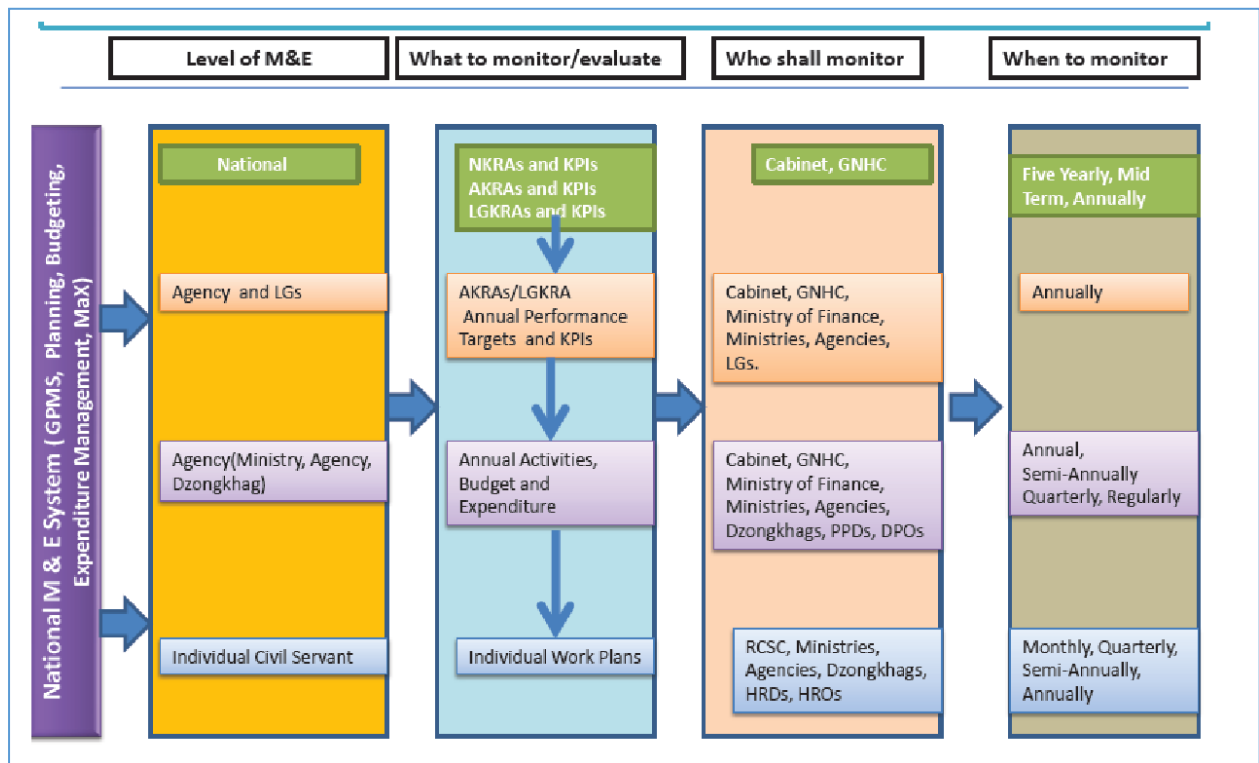 Level of M&E
What to monitor/evaluate
Who shall monitor
When to monitor
National M & E System ( GPMS, Planning, Budgeting,
Expenditure Management, MaX)
National
NKRAs and KPIs
AKRAs and KPIs
LGKRAs and KPIs
Cabinet, GNHC
Five Yearly, Mid
Term, Annually
Agency and LGs
AKRAs/LGKRA
Annual Performance
Targets and KPIs
Cabinet, GNHC,
Ministry of Finance,
Ministries, Agencies,
LGs.
Annually
Agency(Ministry, Agency,
Dzongkhag)
Annual Activities,
Budget and
Expenditure
Cabinet, GNHC,
Ministry of Finance,
Ministries, Agencies,
Dzongkhags, PPDs, DPOs
Annual,
Semi-Annually
Quarterly, Regularly
Individual Civil Servant
Individual Work Plans
RCSC, Ministries,
Agencies, Dzongkhags,
HRDs, HROs
Monthly, Quarterly,
Semi-Annually,
Annually